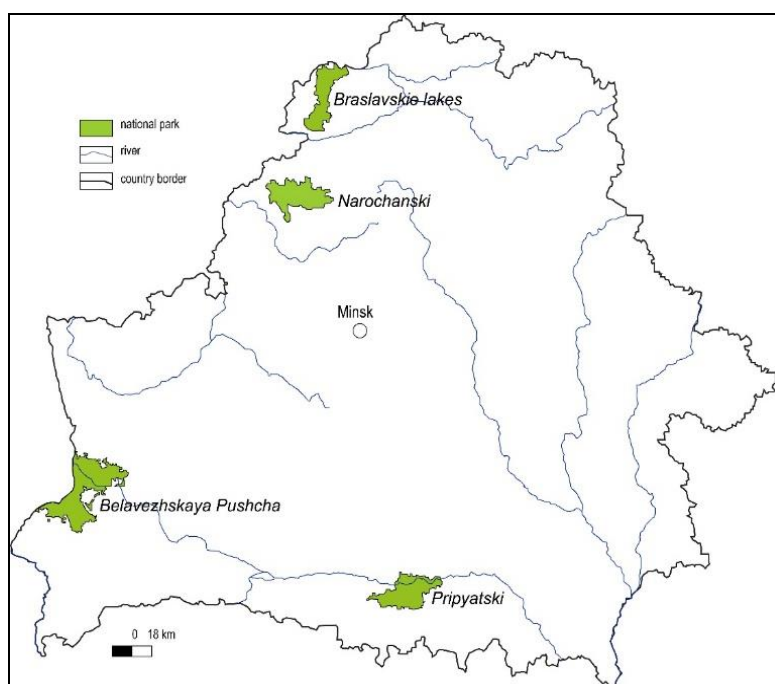 Braslavskie lakes
national park
river
country border
Narochanski
Minsk
Belavezhskaya Pushcha
Pripyatski
0 18 km